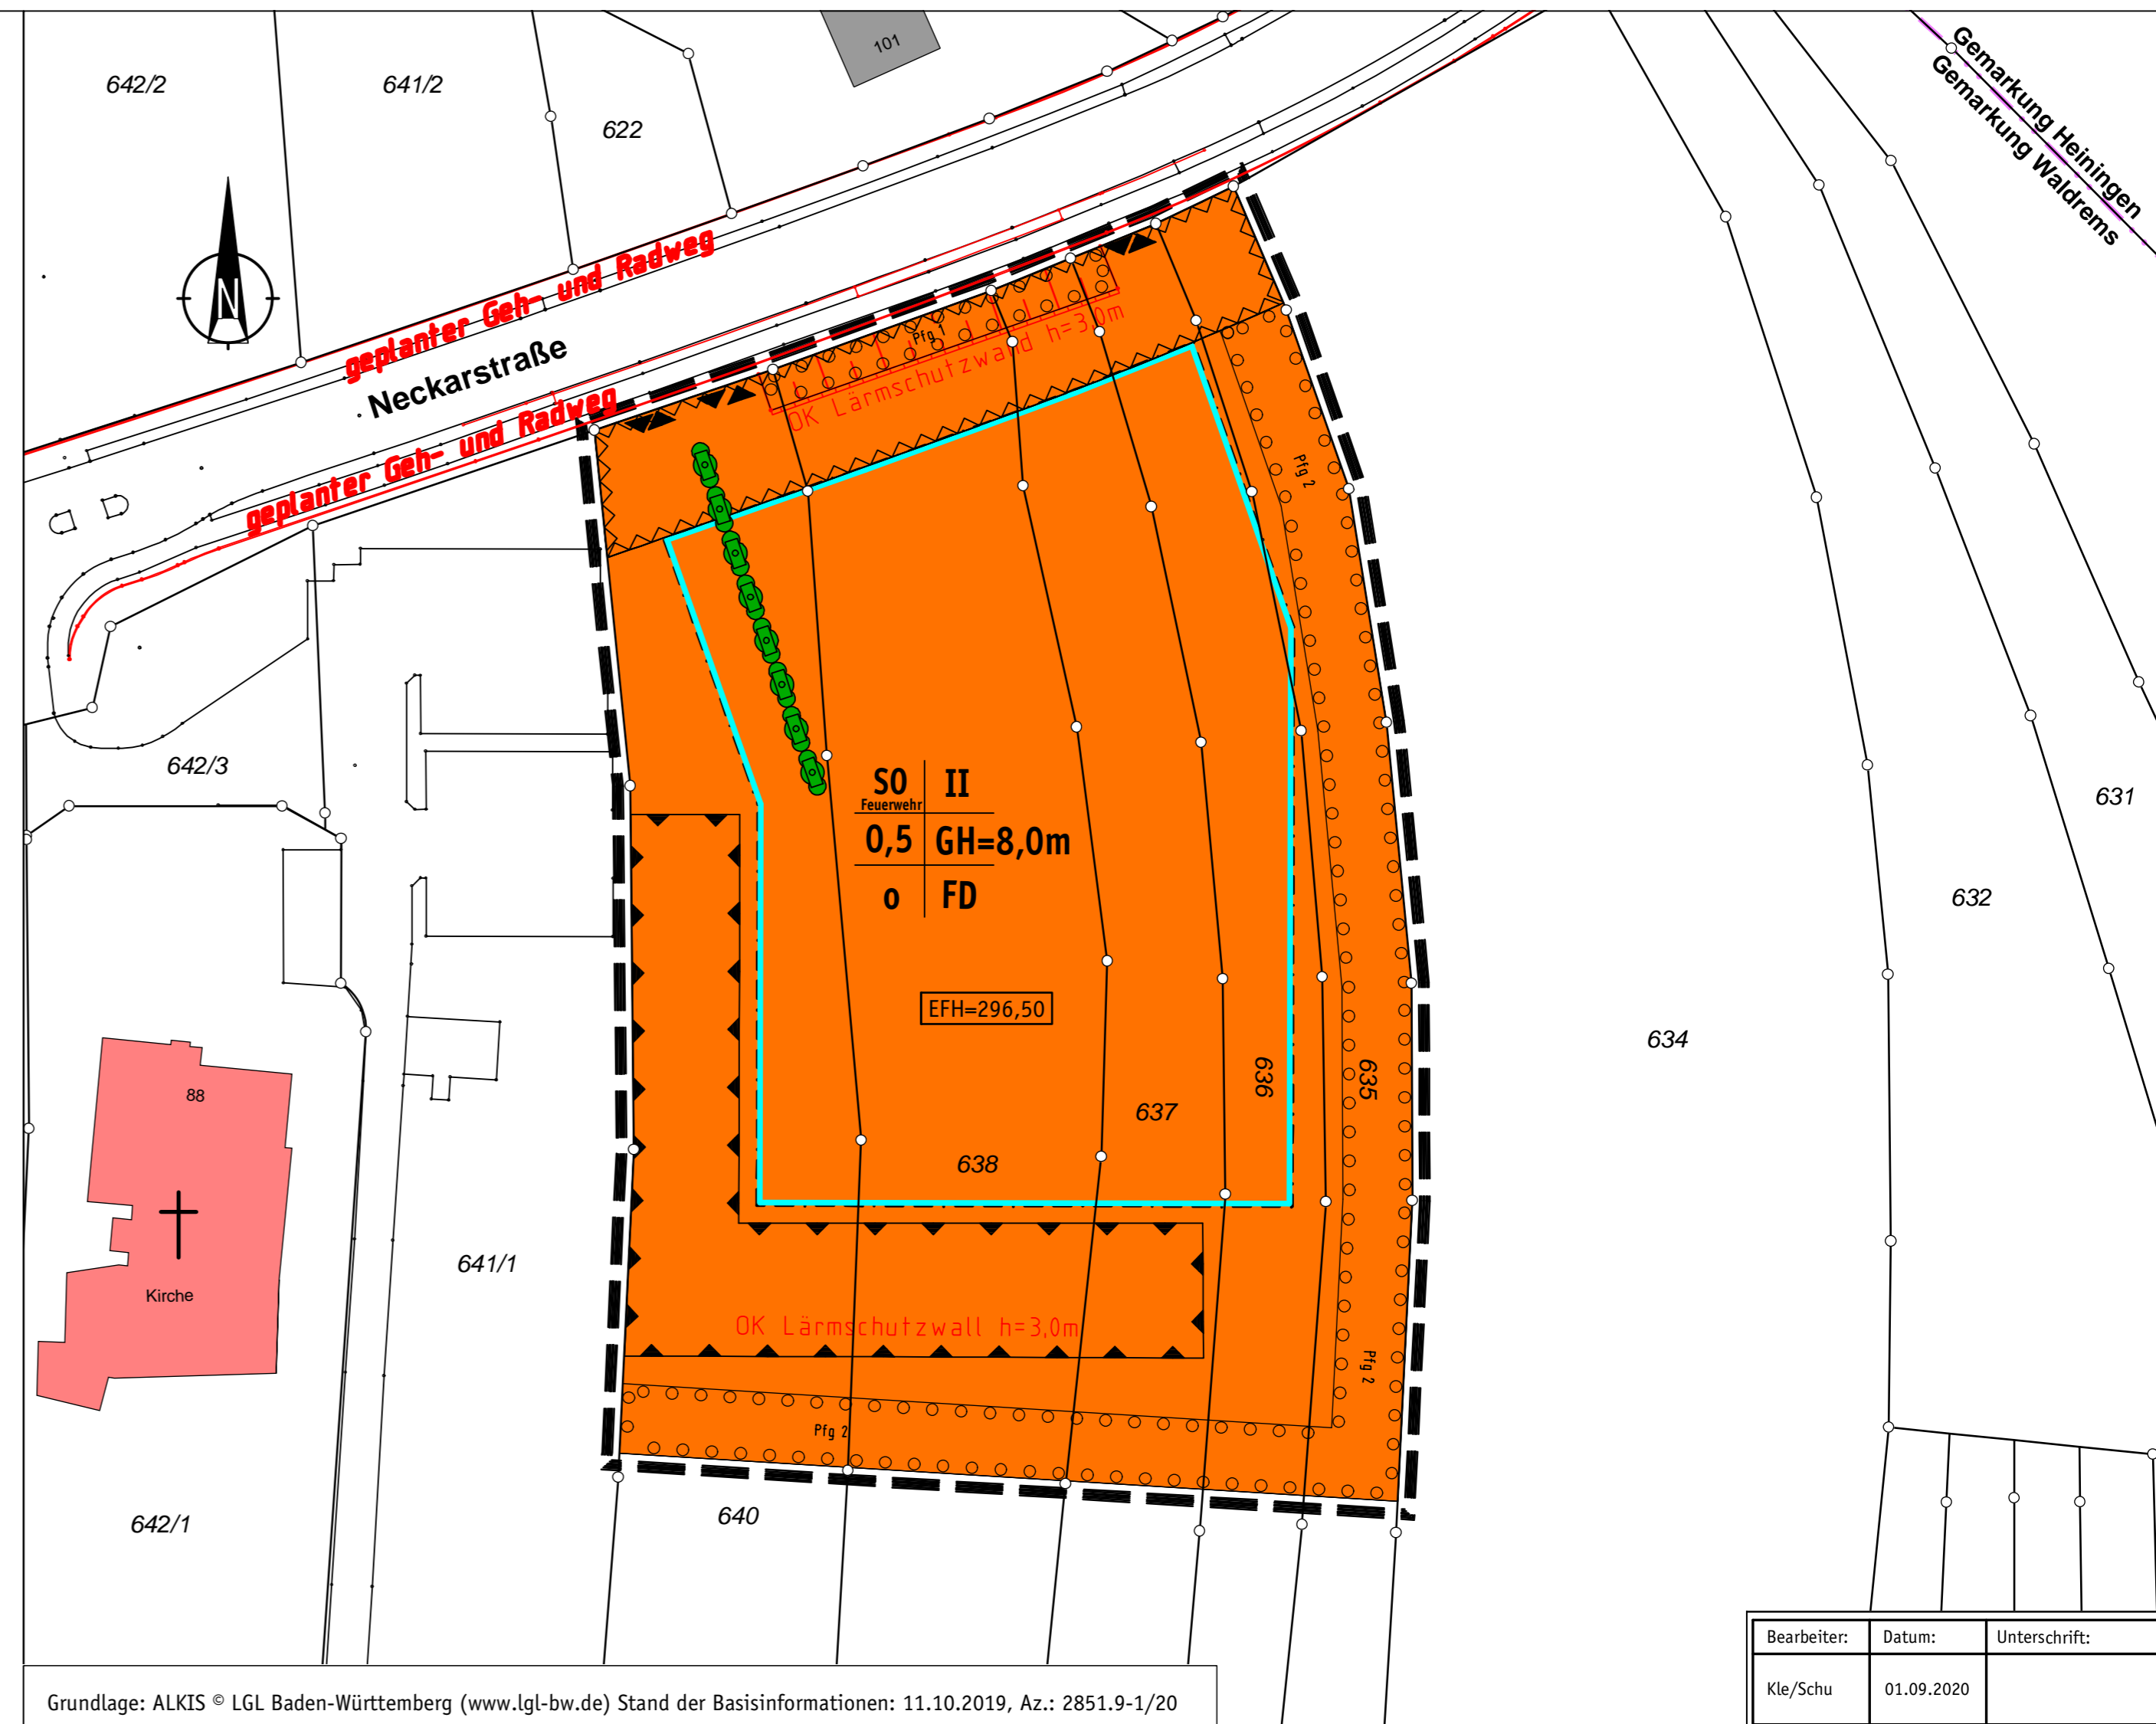 642/2
641/2
622
101
Gemarkung Heiningen
Gemarkung Waldrems
N
geplanter Geh- und Radweg
Neckarstraße
geplanter Geh- und Radweg
Pfg 1
OK Lärmschutzwand h=3,0m
Pfg 2
642/3
SO II
Feuerwehr
0,5 GH=8,0m
o FD
631
632
EFH=296,50
634
636
635
637
638
88
Kirche
641/1
OK Lärmschutzwall h=3,0m
Pfg 2
Pfg 2
642/1
640
Bearbeiter: Datum: Unterschrift:
Kle/Schu 01.09.2020
Grundlage: ALKIS © LGL Baden-Württemberg (www.lgl-bw.de) Stand der Basisinformationen: 11.10.2019, Az.: 2851.9-1/20